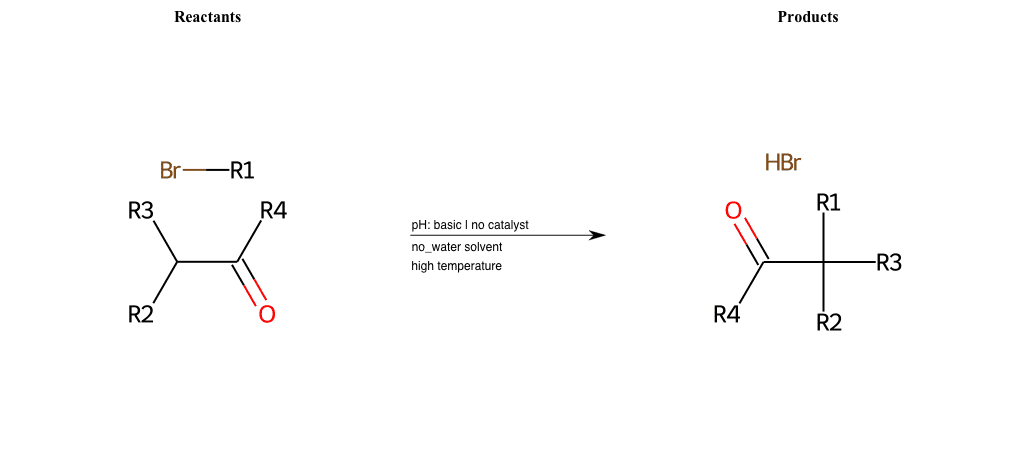 Reactants
Products
Br R1
R3 R4
R2 O
pH: basic | no catalyst
no_water solvent
high temperature
HBr
O R1
R3
R4 R2